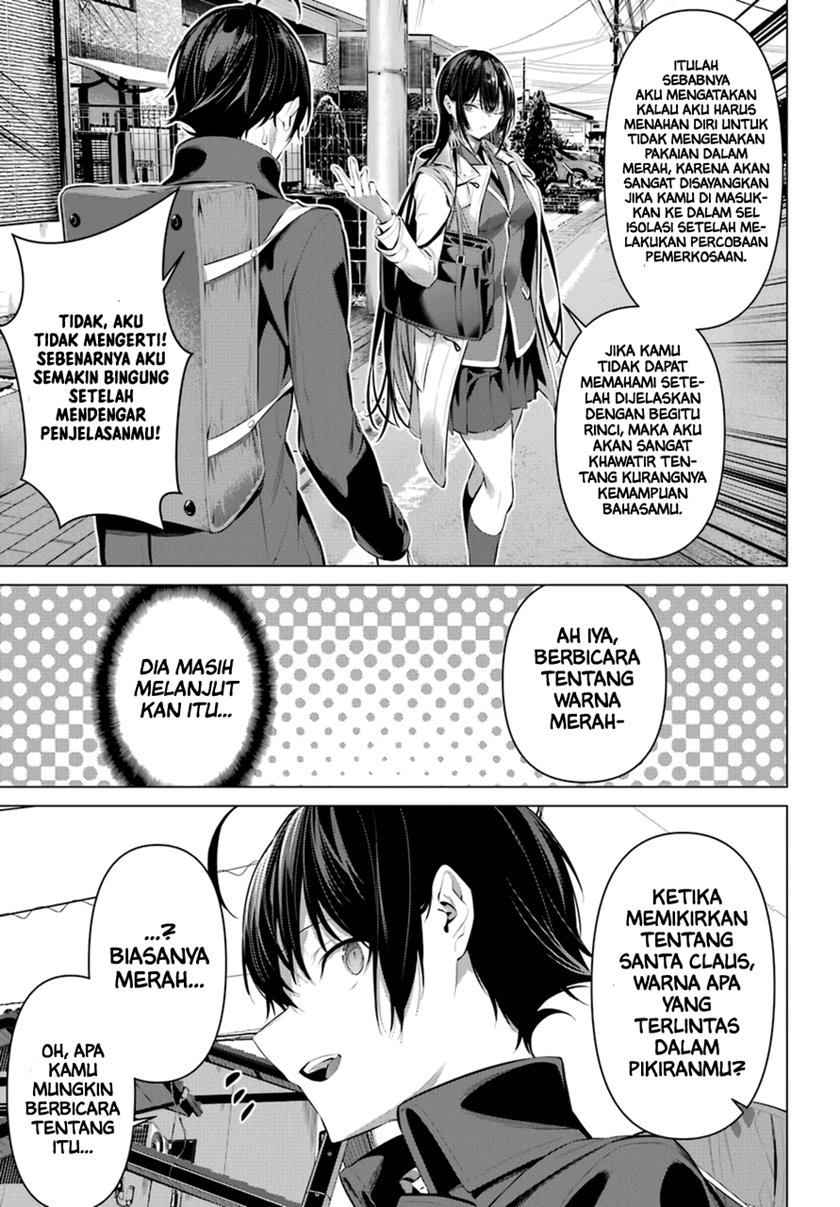 ITULAH
SEBABNYA
AKU MENGATAKAN
KALAU AKU HARUS
MENAHAN DIRI UNTUK
TIDAK MENGENAKAN
PAKAIAN DALAM
MERAH, KARENA AKAN
SANGAT DISAYANGKAN
JIKA KAMU DI MASUK-
KAN KE DALAM SEL
ISOLASI SETELAH ME-
LAKUKAN PERCOBAAN
PEMERKOSAAN.
JIKA KAMU
TIDAK DAPAT
MEMAHAMI SETE-
LAH DIJELASKAN
DENGAN BEGITU
RINCI, MAKA AKU
AKAN SANGAT
KHAWATIR TEN-
TANG KURANGNYA
KEMAMPUAN
BAHASAMU.
TIDAK, AKU
TIDAK MENGERTI!
SEBENARNYA AKU
SEMAKIN BINGUNG
SETELAH
MENDENGAR
PENJELASANMU!
AH IYA,
BERBICARA
TENTANG
WARNA
MERAH-
DIA MASIH
MELANJUT
KAN ITU...
KETIKA
MEMIKIRKAN
TENTANG
SANTA CLAUS,
WARNA APA
YANG
TERLINTAS
DALAM
PIKIRANMU?
...?
BIASANYA
MERAH...
OH, APA
KAMU
MUNGKIN
BERBICARA
TENTANG
ITU...